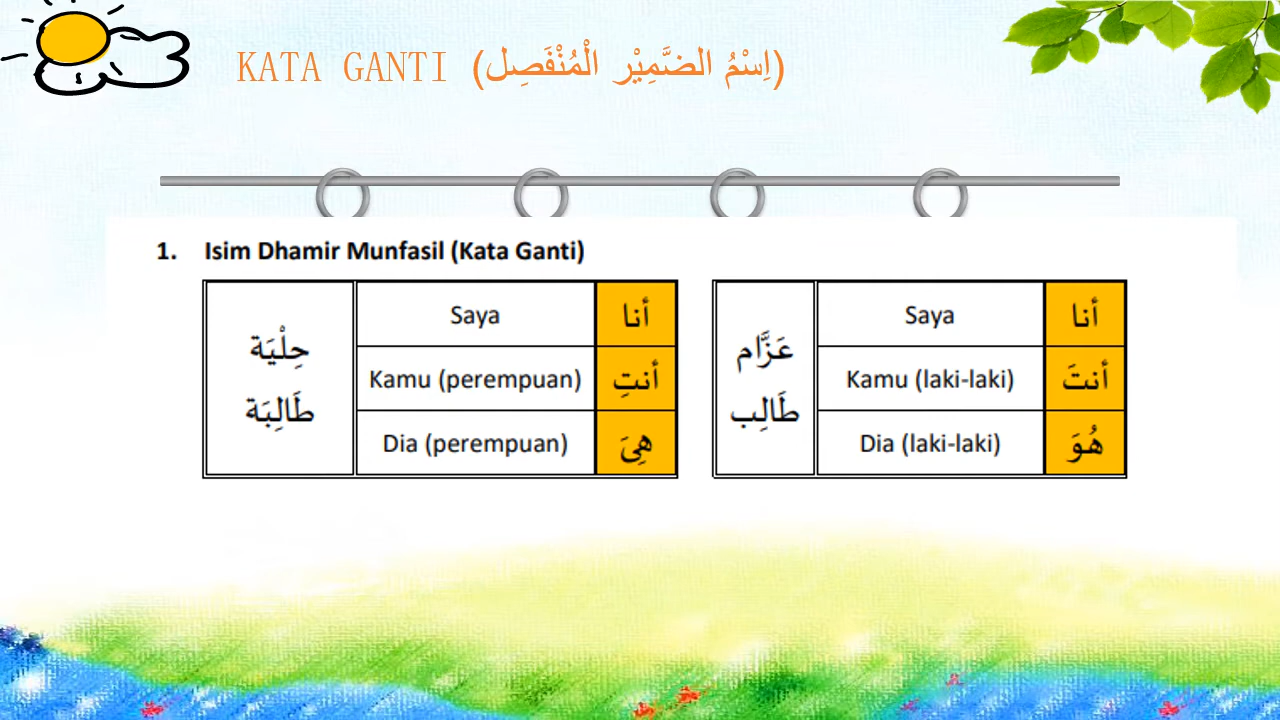 KATA GANTI (اِسْمُ الضَّمِيْر الْمُنْفَصِل)
1. Isim Dhamir Munfasil (Kata Ganti)
حِلْيَة
طَالِبَة
Saya أنا
Kamu (perempuan) أنتِ
Dia (perempuan) هِىَ
عَزَّام
طَالِب
Saya أنا
Kamu (laki-laki) أنتَ
Dia (laki-laki) هُوَ